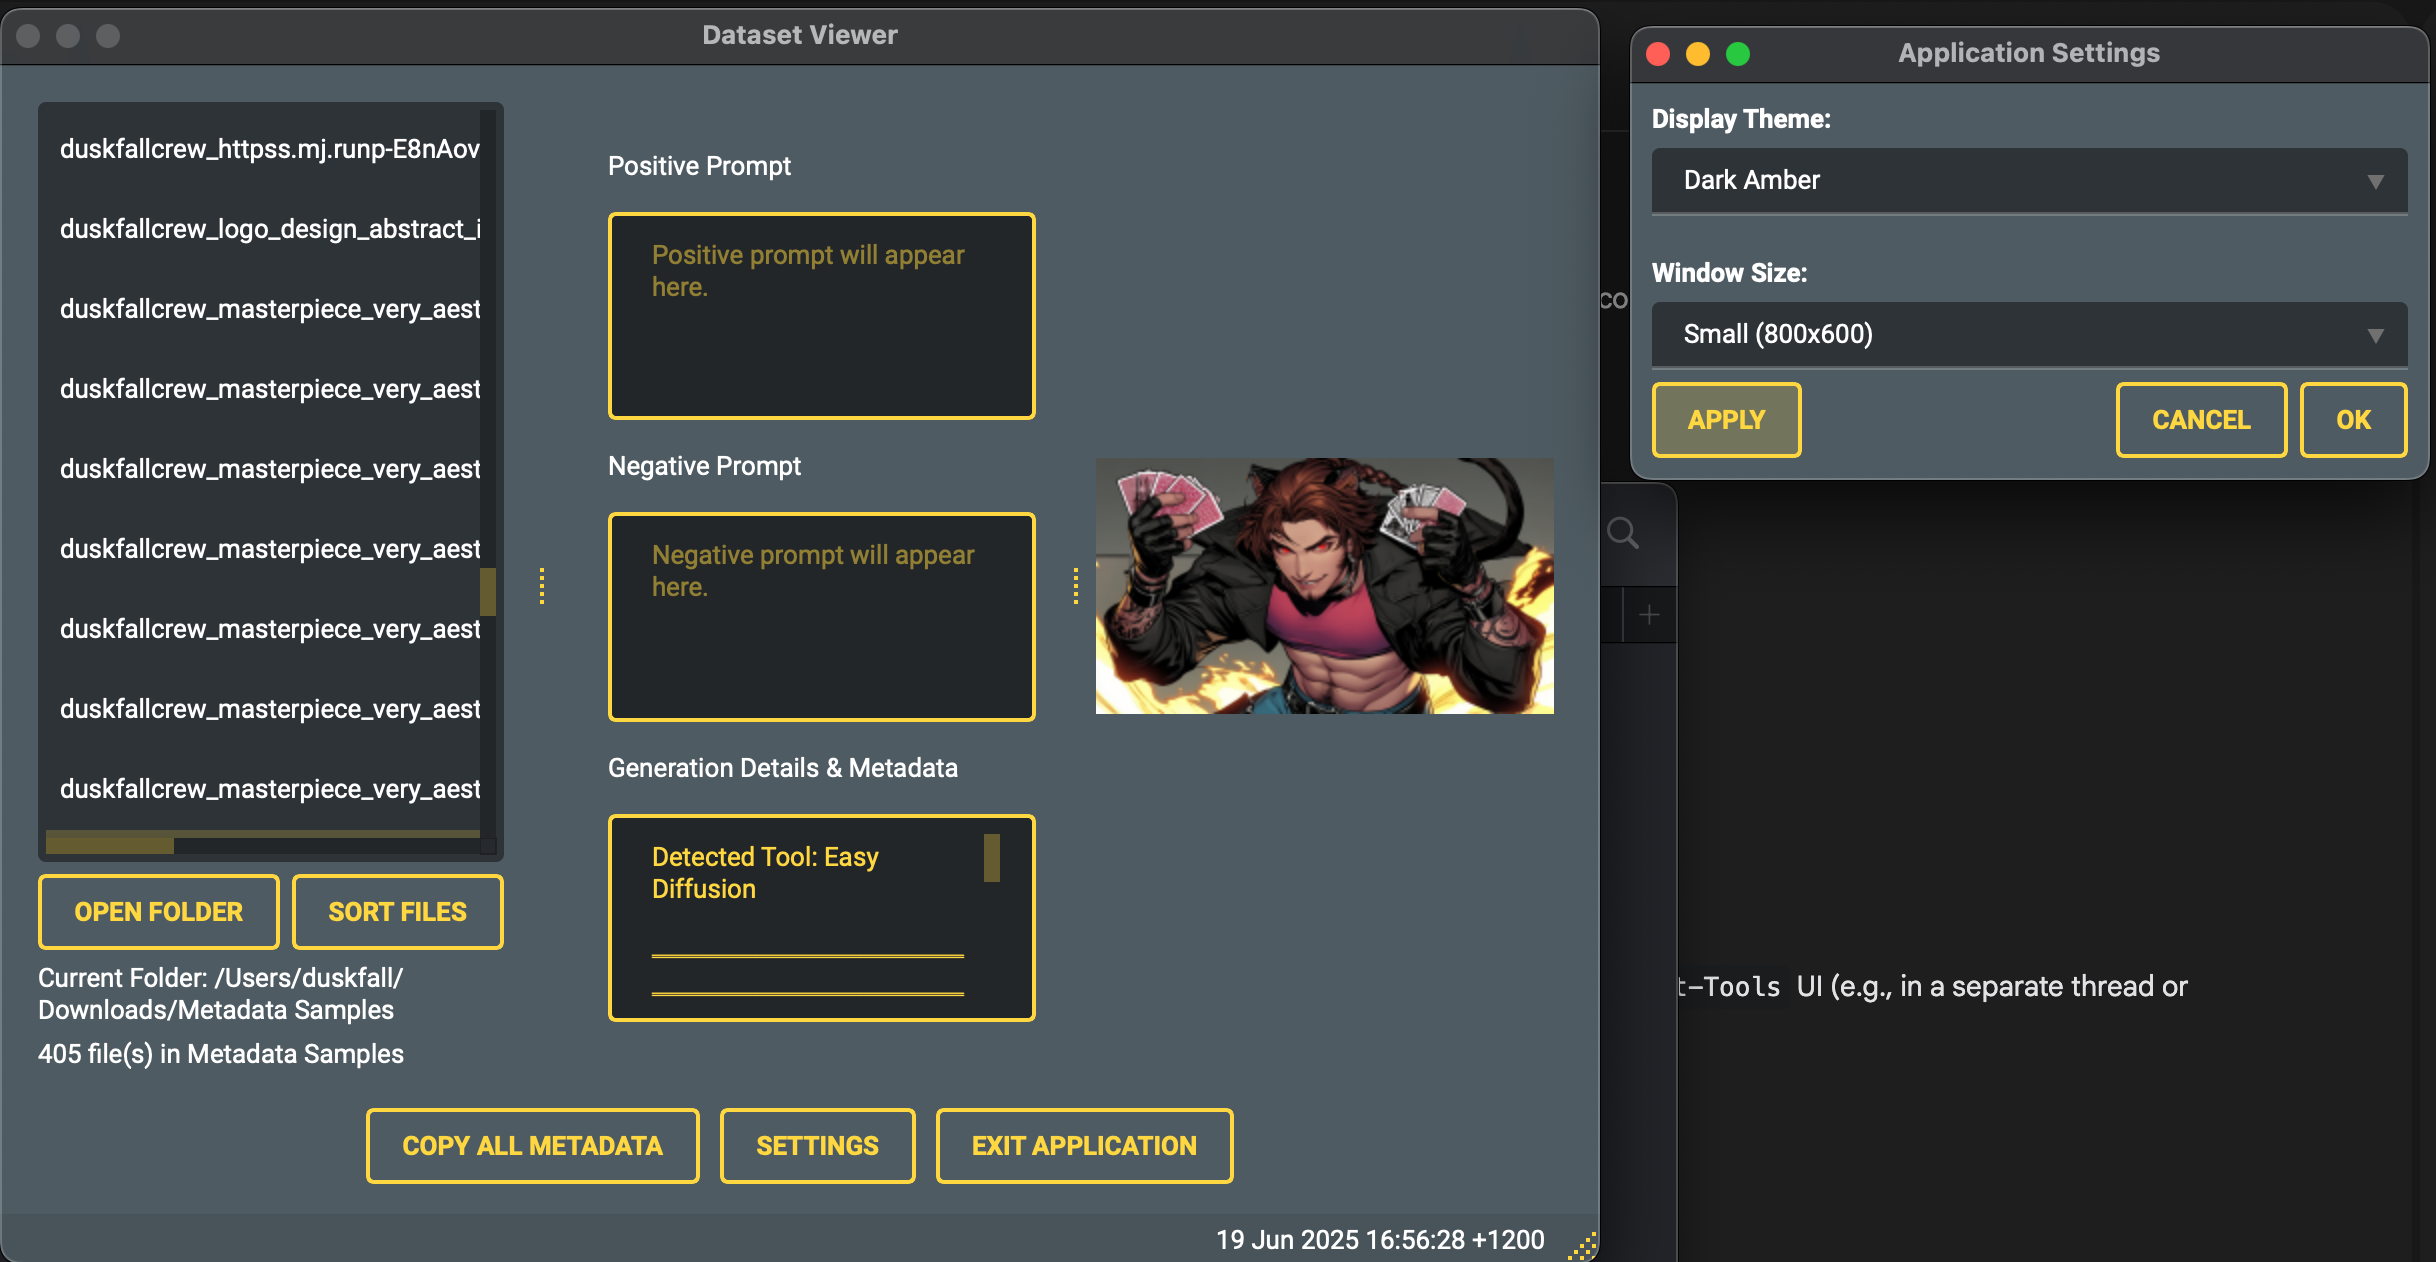 Dataset Viewer
duskfallcrew_httpss.mj.runp-E8nAov
duskfallcrew_logo_design_abstract_i
duskfallcrew_masterpiece_very_aest
duskfallcrew_masterpiece_very_aest
duskfallcrew_masterpiece_very_aest
duskfallcrew_masterpiece_very_aest
duskfallcrew_masterpiece_very_aest
duskfallcrew_masterpiece_very_aest
duskfallcrew_masterpiece_very_aest
OPEN FOLDER
SORT FILES
Current Folder: /Users/duskfall/
Downloads/Metadata Samples
405 file(s) in Metadata Samples
Positive Prompt
Positive prompt will appear
here.
Negative Prompt
Negative prompt will appear
here.
Generation Details & Metadata
Detected Tool: Easy
Diffusion
COPY ALL METADATA
SETTINGS
EXIT APPLICATION
19 Jun 2025 16:56:28 +1200
Application Settings
Display Theme:
Dark Amber
Window Size:
Small (800x600)
APPLY
CANCEL
OK
co
t-Tools UI (e.g., in a separate thread or